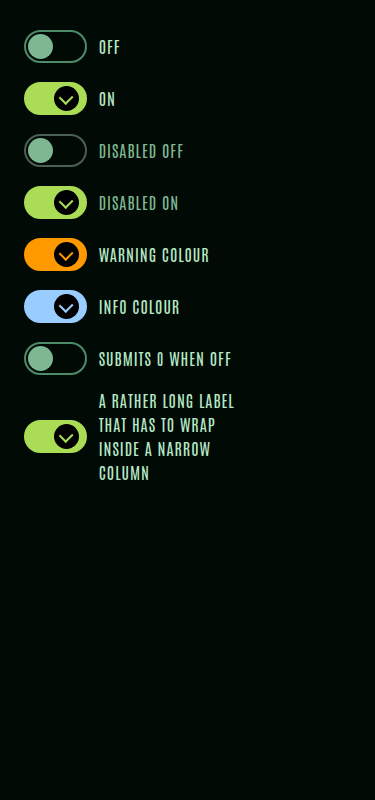 OFF
ON
DISABLED OFF
DISABLED ON
WARNING COLOUR
INFO COLOUR
SUBMITS 0 WHEN OFF
A RATHER LONG LABEL
THAT HAS TO WRAP
INSIDE A NARROW
COLUMN